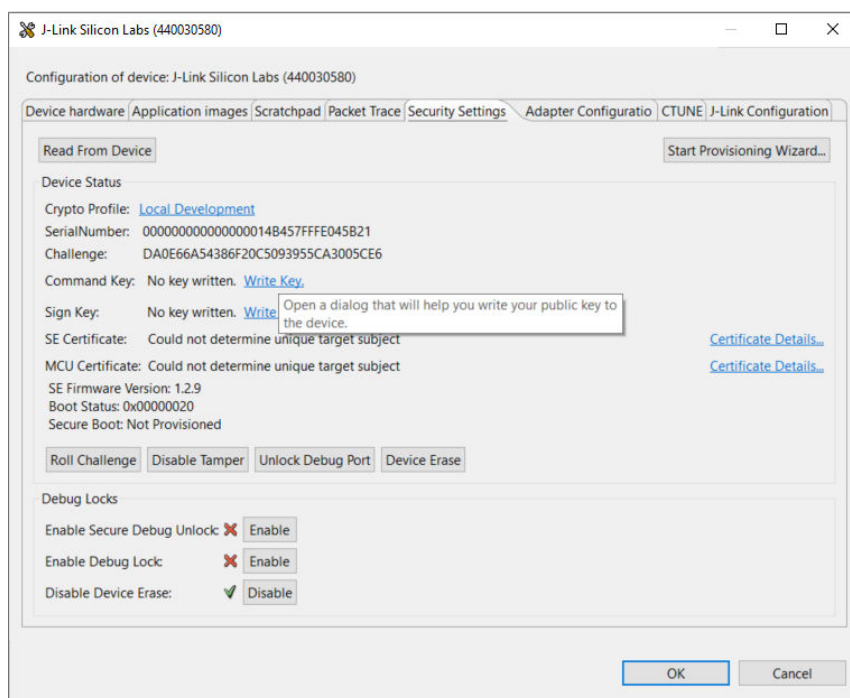 J-Link Silicon Labs (440030580)
Configuration of device: J-Link Silicon Labs (440030580)
Device hardware Application images Scratchpad Packet Trace Security Settings Adapter Configuratio CTUNE J-Link Configuration
Read From Device Start Provisioning Wizard...
Device Status
Crypto Profile: Local Development
SerialNumber: 000000000000000014B457FFFE045B21
Challenge: DA0E66A54386F20C5093955CA3005CE6
Command Key: No key written. Write Key.
Open a dialog that will help you write your public key to
the device.
Sign Key: No key written. Write
SE Certificate: Could not determine unique target subject Certificate Details...
MCU Certificate: Could not determine unique target subject Certificate Details...
SE Firmware Version: 1.2.9
Boot Status: 0x00000020
Secure Boot: Not Provisioned
Roll Challenge Disable Tamper Unlock Debug Port Device Erase
Debug Locks
Enable Secure Debug Unlock: Enable
Enable Debug Lock: Enable
Disable Device Erase: Disable
OK Cancel